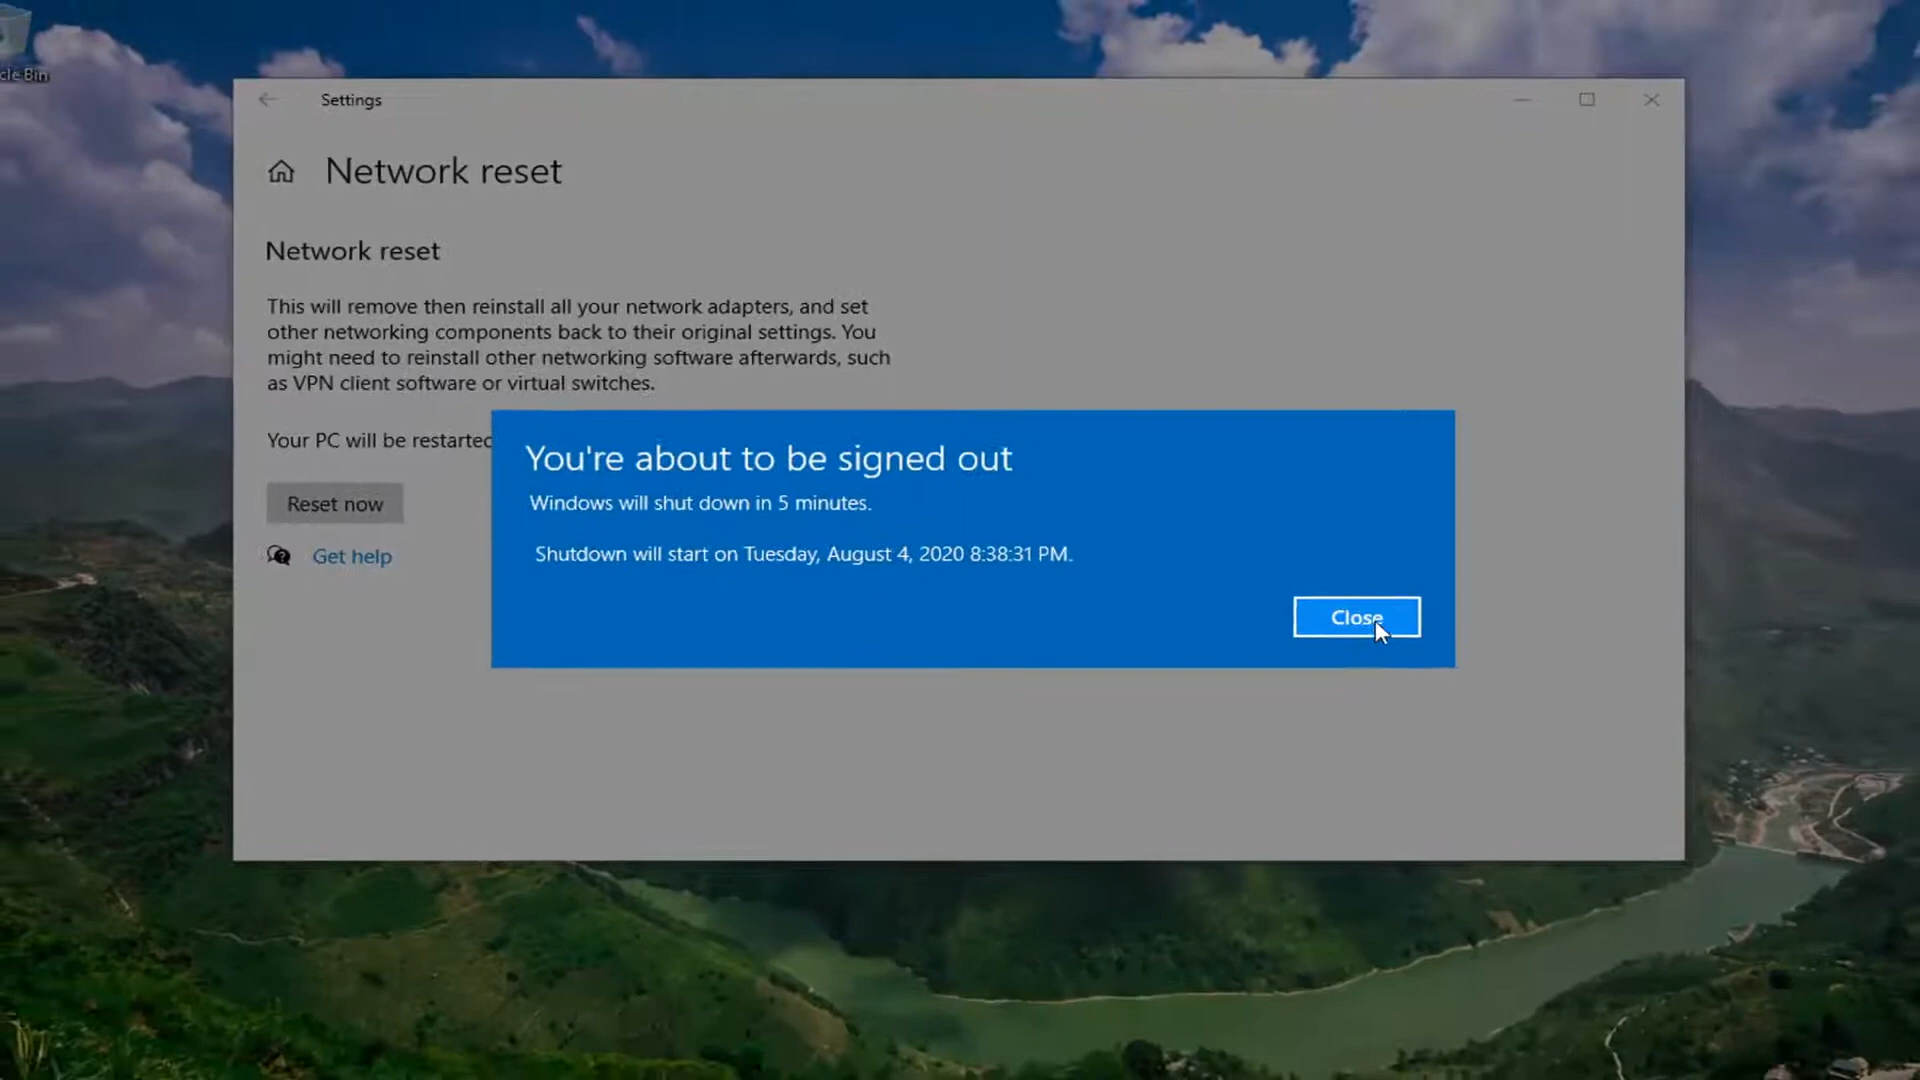 cle Bin
Settings
Network reset
Network reset
This will remove then reinstall all your network adapters, and set
other networking components back to their original settings. You
might need to reinstall other networking software afterwards, such
as VPN client software or virtual switches.
Your PC will be restarted
Reset now
Get help
You're about to be signed out
Windows will shut down in 5 minutes.
Shutdown will start on Tuesday, August 4, 2020 8:38:31 PM.
Close